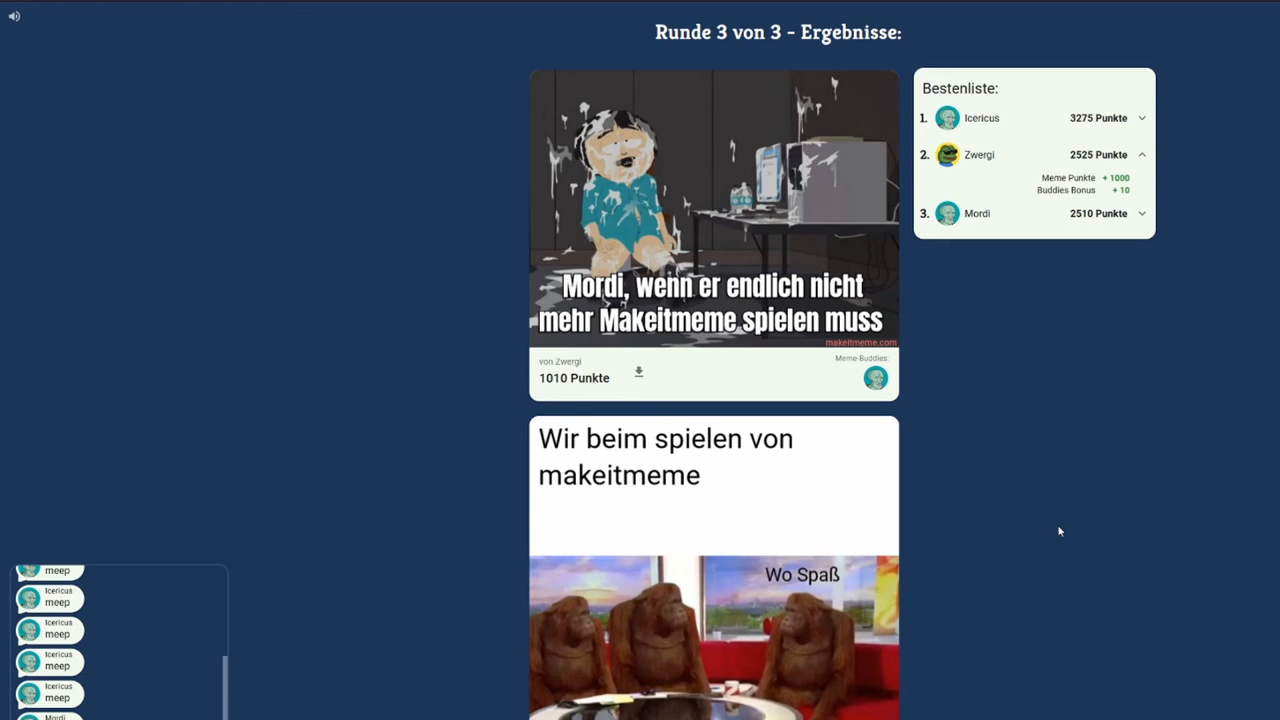 Runde 3 von 3 - Ergebnisse:
Mordi, wenn er endlich nicht
mehr Makeitmeme spielen muss
makeitmeme.com
von Zwergi
1010 Punkte
Meme-Buddies:
Wir beim spielen von
makeitmeme
Wo Spaß
Bestenliste:
1. Icericus 3275 Punkte
2. Zwergi 2525 Punkte
Meme Punkte + 1000
Buddies Bonus + 10
3. Mordi 2510 Punkte
meep
Icericus
meep
Icericus
meep
Icericus
meep
Icericus
meep
Mordi